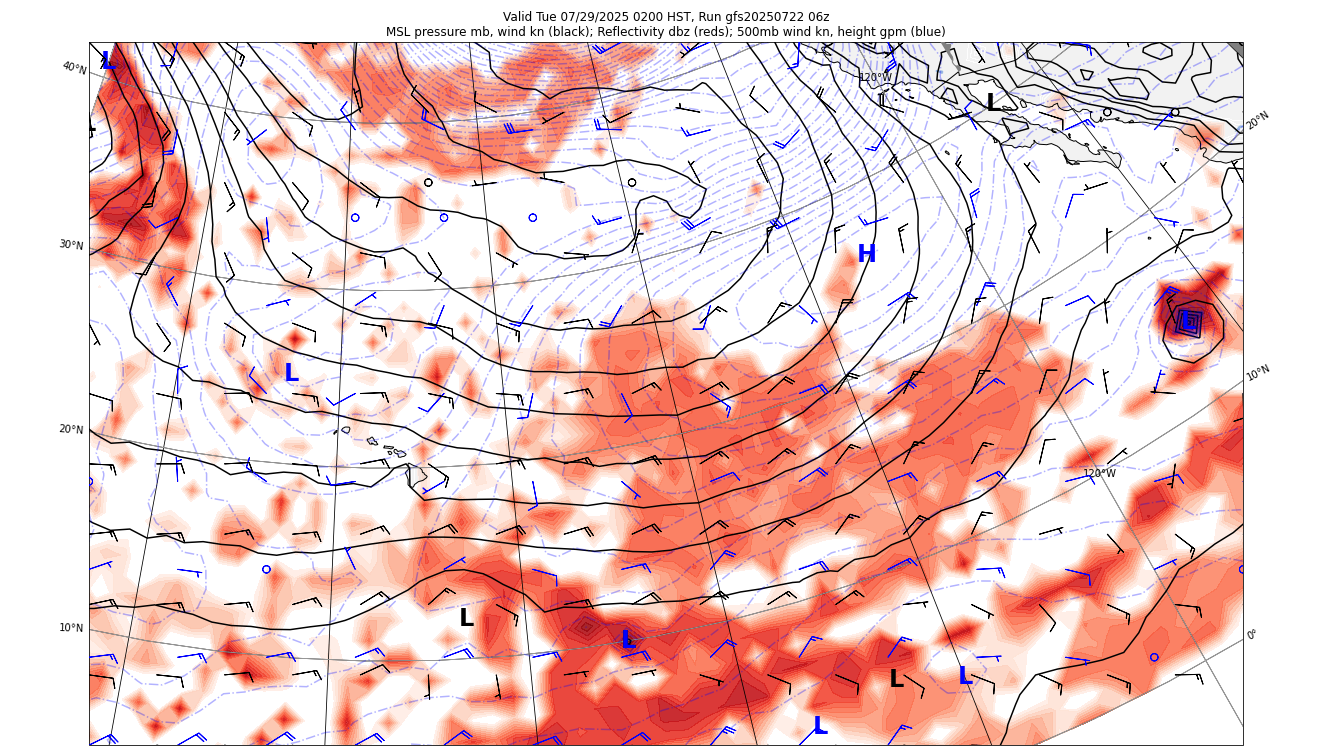 Valid Tue 07/29/2025 0200 HST, Run gfs20250722 06z
MSL pressure mb, wind kn (black); Reflectivity dbz (reds); 500mb wind kn, height gpm (blue)
L
40°N
120°W
L
20°N
30°N
H
L
10°N
L
20°N
120°W
10°N
L
L
0°
L
L
L